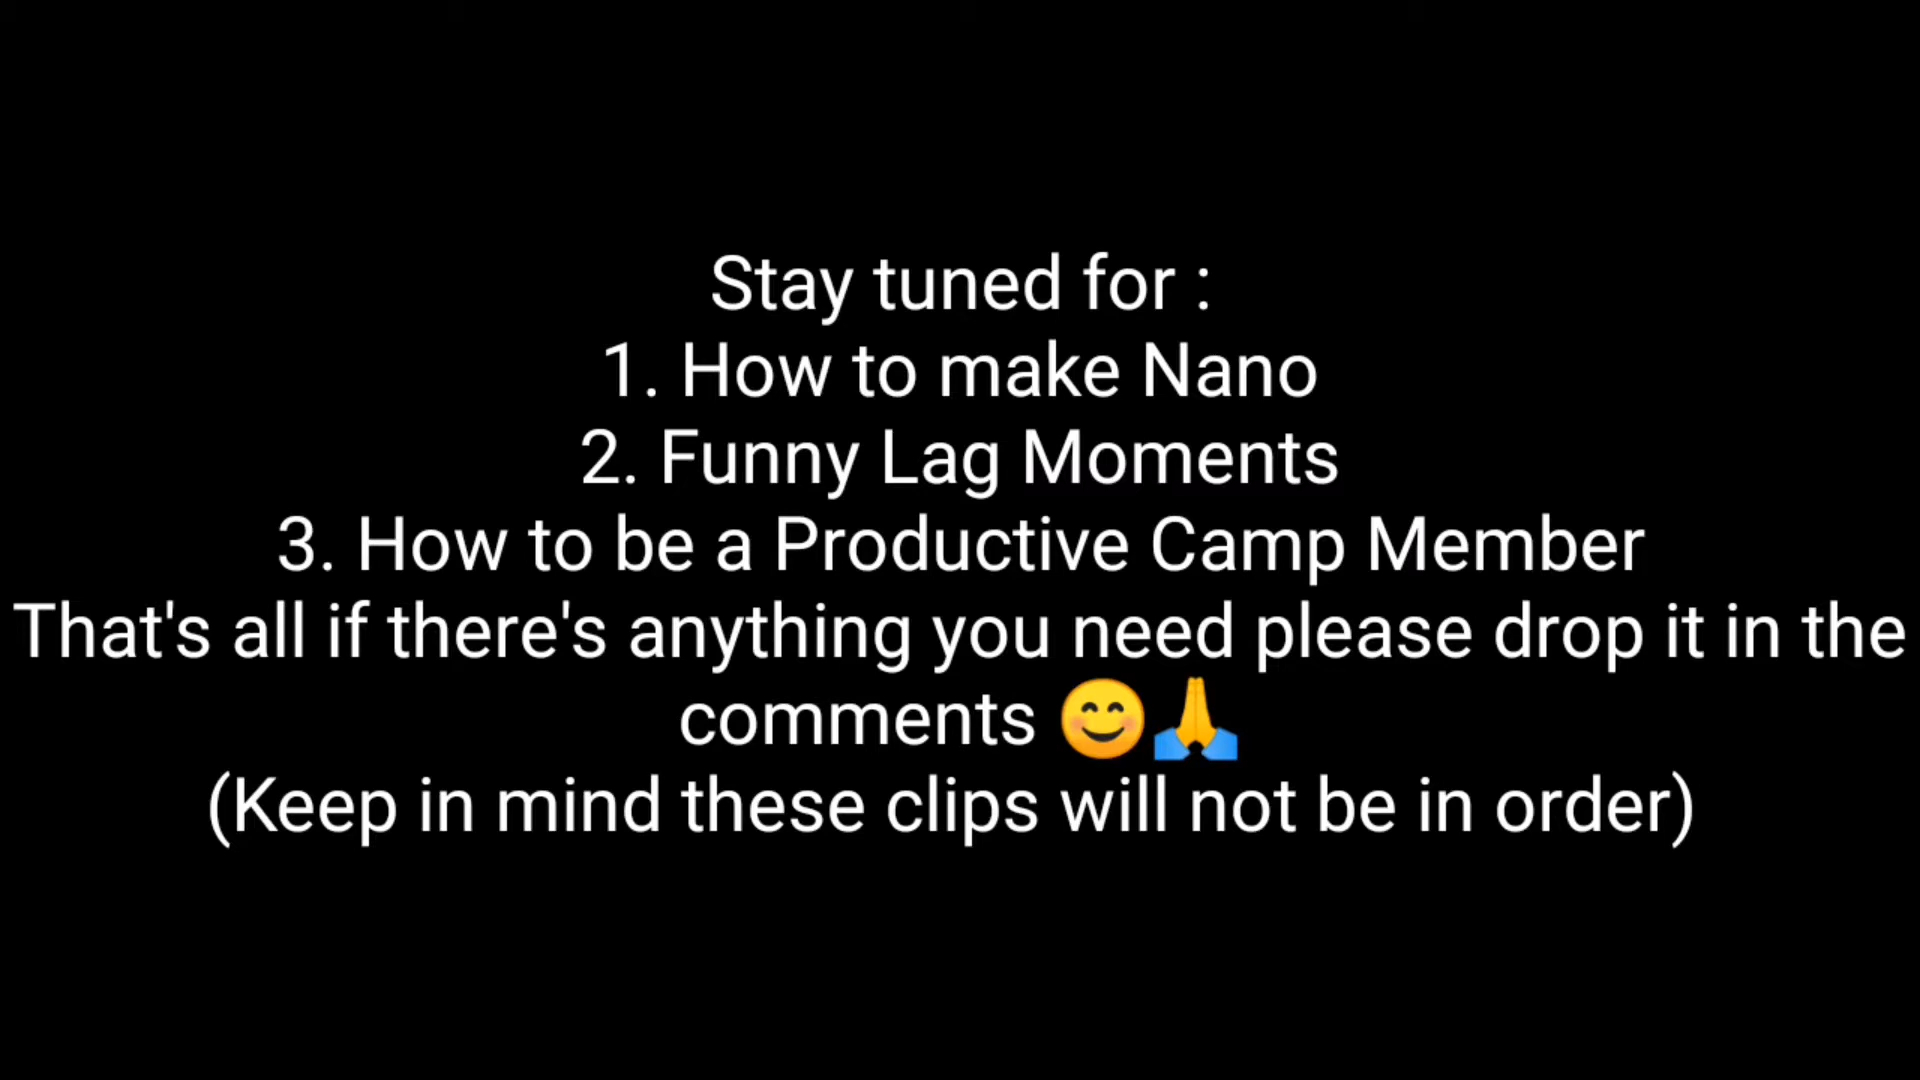 Stay tuned for :
1. How to make Nano
2. Funny Lag Moments
3. How to be a Productive Camp Member
That's all if there's anything you need please drop it in the
comments 😊🙏
(Keep in mind these clips will not be in order)